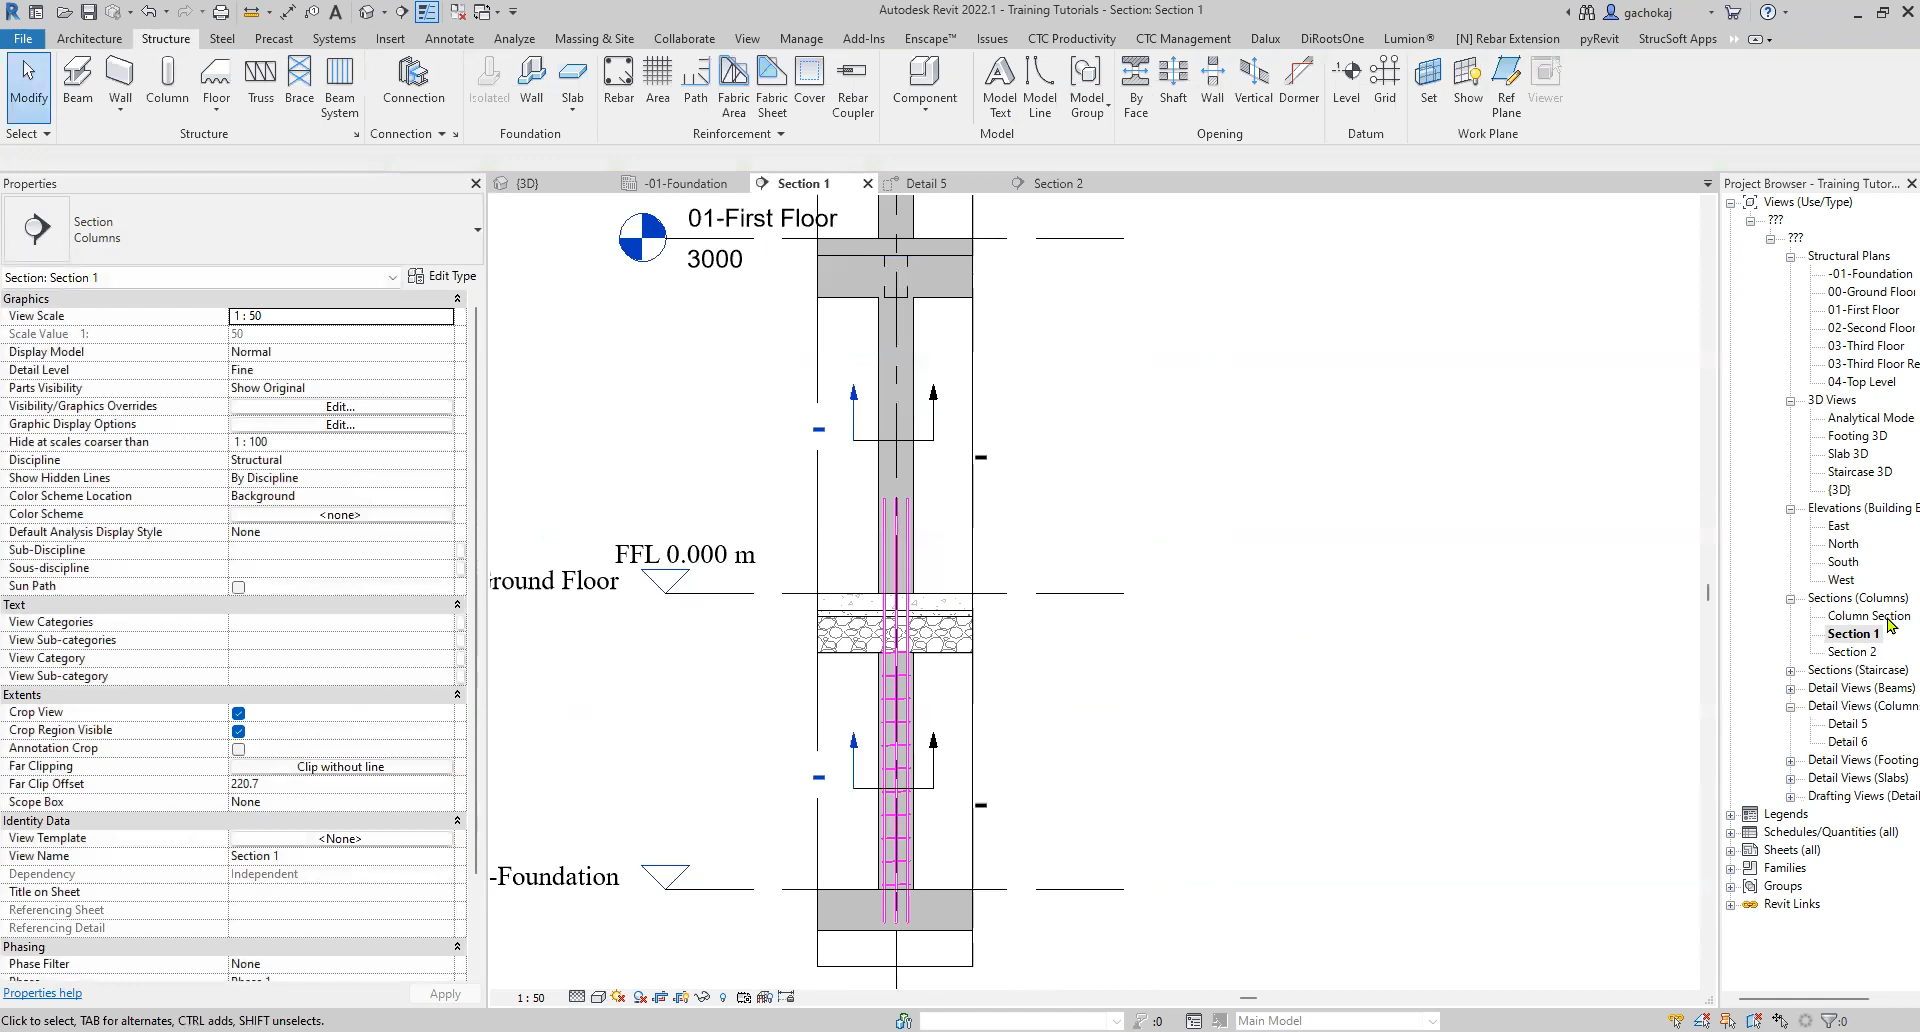 Autodesk Revit 2022.1 - Training Tutorials - Section: Section 1
gachokaj
File Architecture Structure Steel Precast Systems Insert Annotate Analyze Massing & Site Collaborate View Manage Add-Ins Enscape™ Issues CTC Productivity CTC Management Dalux DiRootsOne Lumion® [N] Rebar Extension pyRevit StrucSoft Apps
Modify Beam Wall Column Floor Truss Brace Beam System Connection Isolated Wall Slab Rebar Area Path Fabric Area Fabric Sheet Cover Rebar Coupler Component Model Text Model Line Model Group By Face Shaft Wall Vertical Dormer Level Grid Set Show Ref Plane Viewer
Select Structure Connection Foundation Reinforcement Model Opening Datum Work Plane
Properties
{3D} -01-Foundation Section 1 Detail 5 Section 2
Section
Columns
Section: Section 1 Edit Type
Graphics
View Scale 1 : 50
Scale Value 1: 50
Display Model Normal
Detail Level Fine
Parts Visibility Show Original
Visibility/Graphics Overrides Edit...
Graphic Display Options Edit...
Hide at scales coarser than 1 : 100
Discipline Structural
Show Hidden Lines By Discipline
Color Scheme Location Background
Color Scheme <none>
Default Analysis Display Style None
Sub-Discipline
Sous-discipline
Sun Path
Text
View Categories
View Sub-categories
View Category
View Sub-category
Extents
Crop View
Crop Region Visible
Annotation Crop
Far Clipping Clip without line
Far Clip Offset 220.7
Scope Box None
Identity Data
View Template <None>
View Name Section 1
Dependency Independent
Title on Sheet
Referencing Sheet
Referencing Detail
Phasing
Phase Filter None
Properties help Apply
01-First Floor
3000
FFL 0.000 m
round Floor
-Foundation
1 : 50
Project Browser - Training Tutor...
Views (Use/Type)
???
???
Structural Plans
-01-Foundation
00-Ground Floor
01-First Floor
02-Second Floor
03-Third Floor
03-Third Floor Re
04-Top Level
3D Views
Analytical Mode
Footing 3D
Slab 3D
Staircase 3D
{3D}
Elevations (Building E
East
North
South
West
Sections (Columns)
Column Section
Section 1
Section 2
Sections (Staircase)
Detail Views (Beams)
Detail Views (Column
Detail 5
Detail 6
Detail Views (Footing
Detail Views (Slabs)
Drafting Views (Detail
Legends
Schedules/Quantities (all)
Sheets (all)
Families
Groups
Revit Links
Click to select, TAB for alternates, CTRL adds, SHIFT unselects.
:0
Main Model
:0